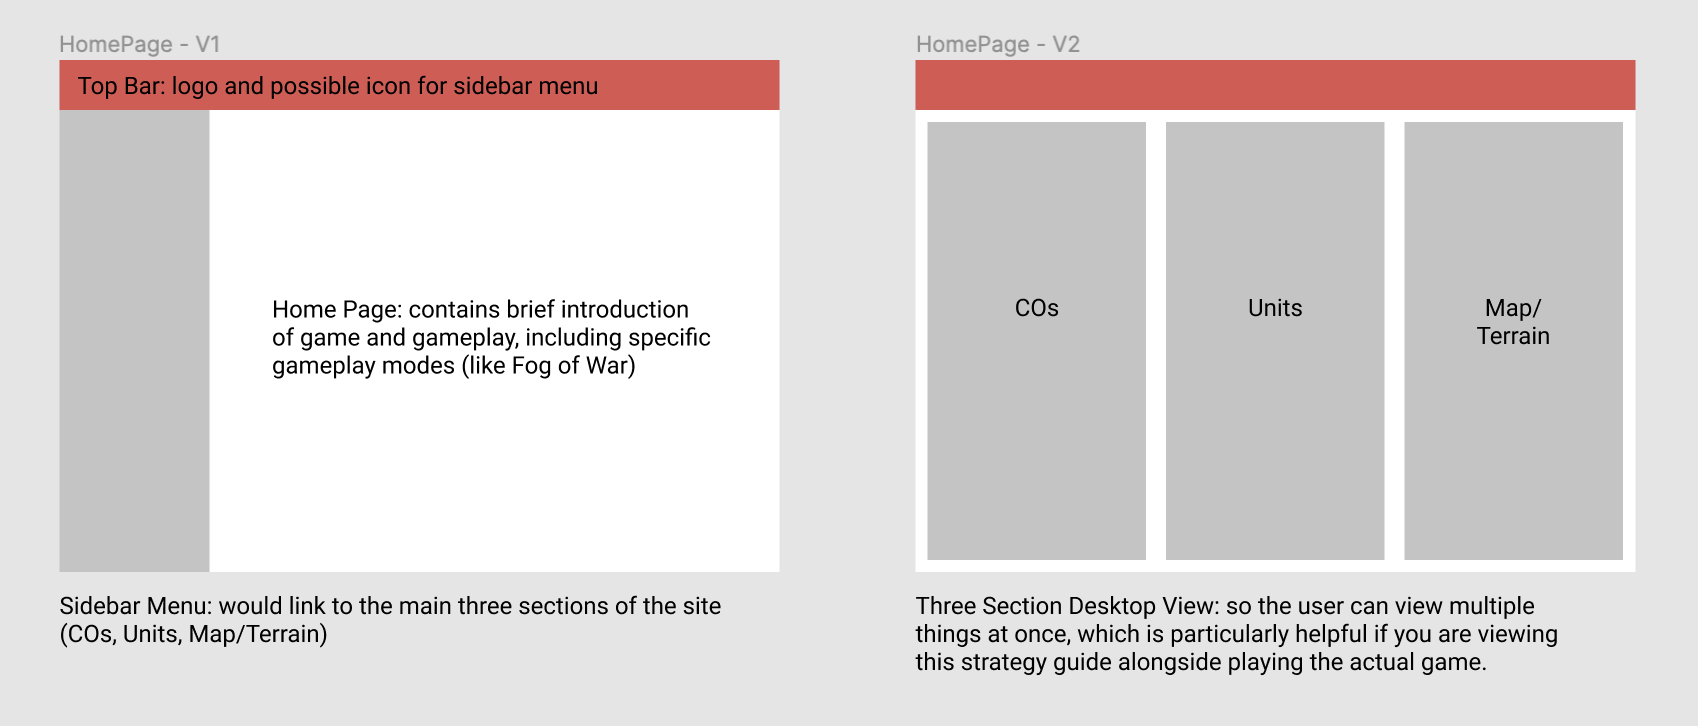 HomePage - V1
Top Bar: logo and possible icon for sidebar menu
Home Page: contains brief introduction
of game and gameplay, including specific
gameplay modes (like Fog of War)
Sidebar Menu: would link to the main three sections of the site
(COs, Units, Map/Terrain)
HomePage - V2
COs
Units
Map/
Terrain
Three Section Desktop View: so the user can view multiple
things at once, which is particularly helpful if you are viewing
this strategy guide alongside playing the actual game.